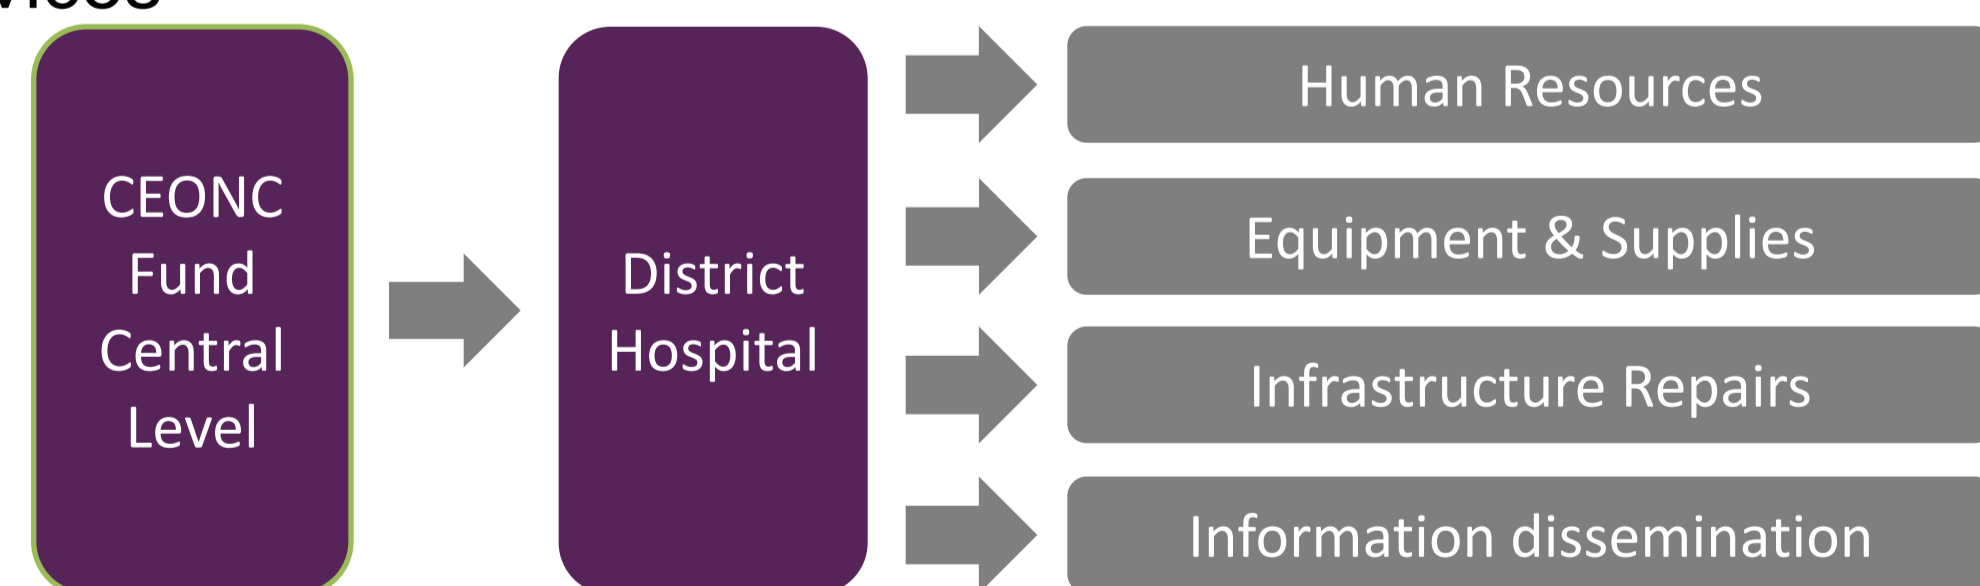 CEONC
Fund
Central
Level
District
Hospital
Human Resources
Equipment & Supplies
Infrastructure Repairs
Information dissemination